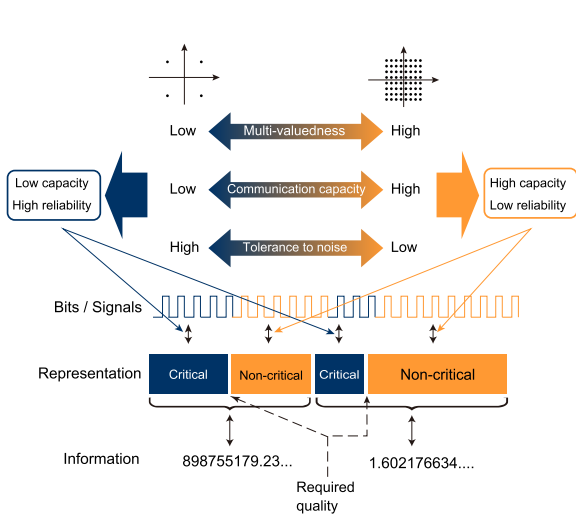 Low Multi-valuedness High
Low capacity
High reliability
Low Communication capacity High
High capacity
Low reliability
High Tolerance to noise Low
Bits / Signals
Representation Critical Non-critical Critical Non-critical
Information 898755179.23... 1.602176634....
Required
quality